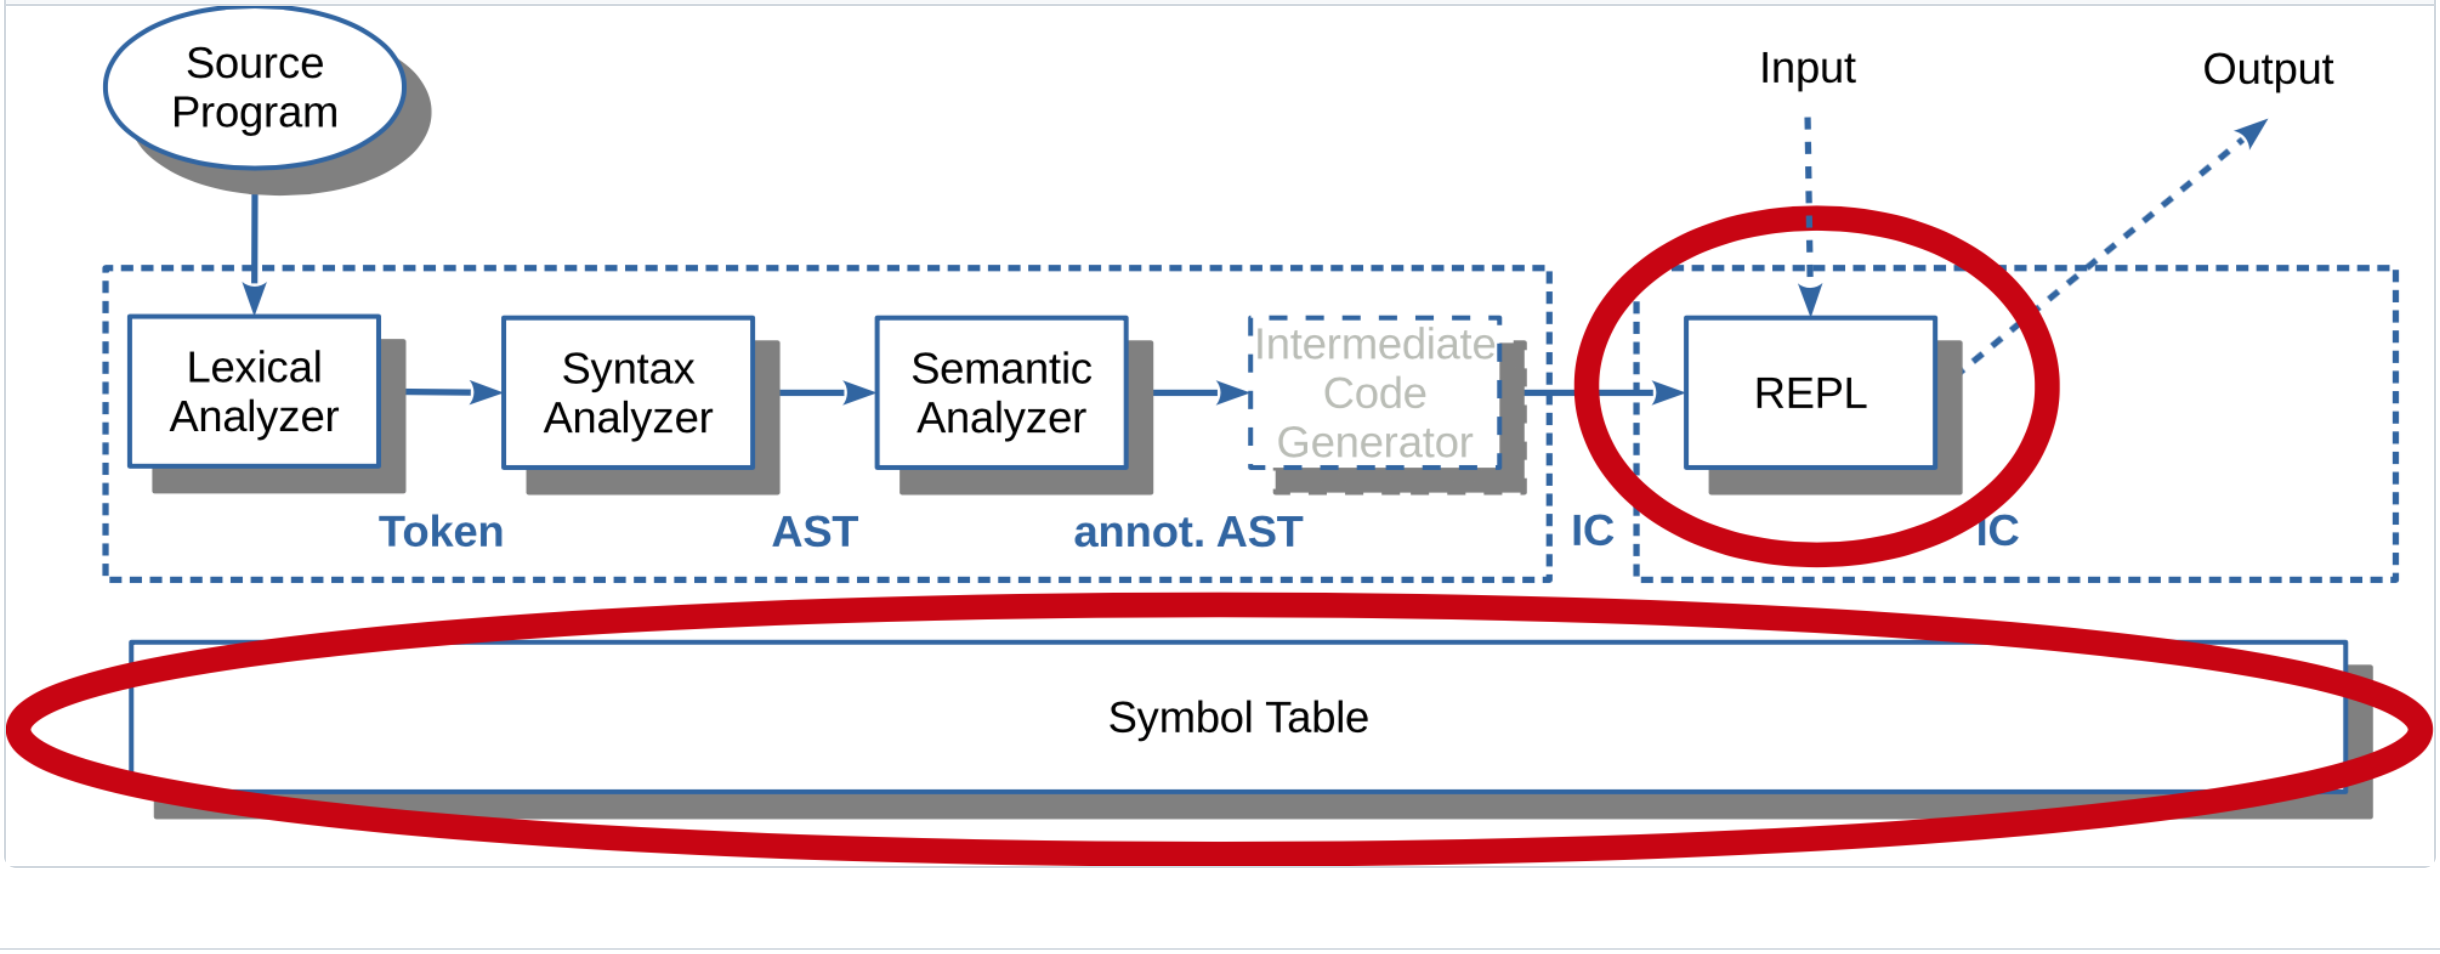 Source
Program
Input
Output
Lexical
Analyzer
Syntax
Analyzer
Semantic
Analyzer
Intermediate
Code
Generator
REPL
Token
AST
annot. AST
IC
IC
Symbol Table